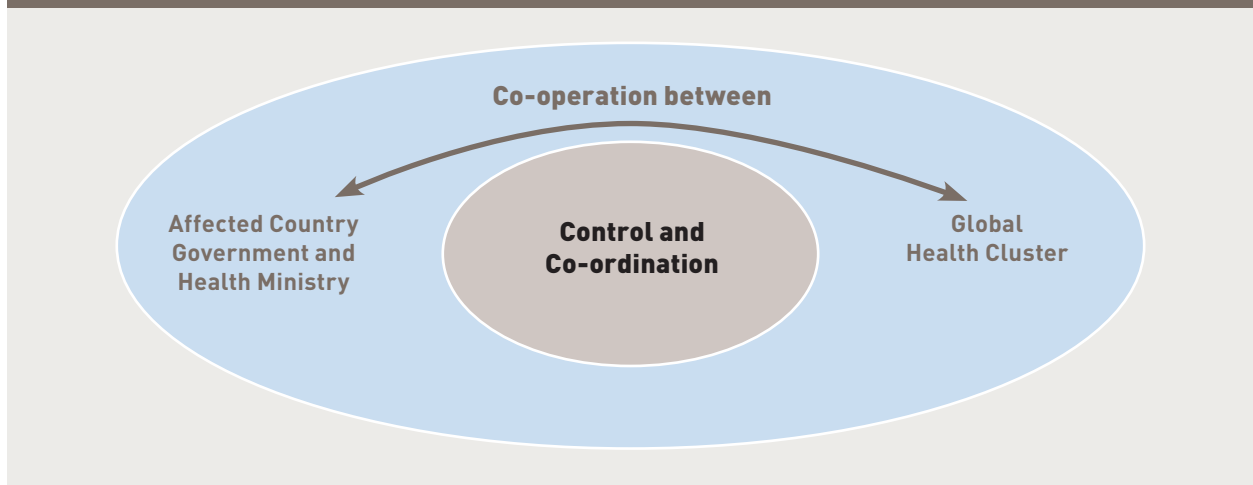 Co-operation between
Affected Country
Government and
Health Ministry
Control and
Co-ordination
Global
Health Cluster